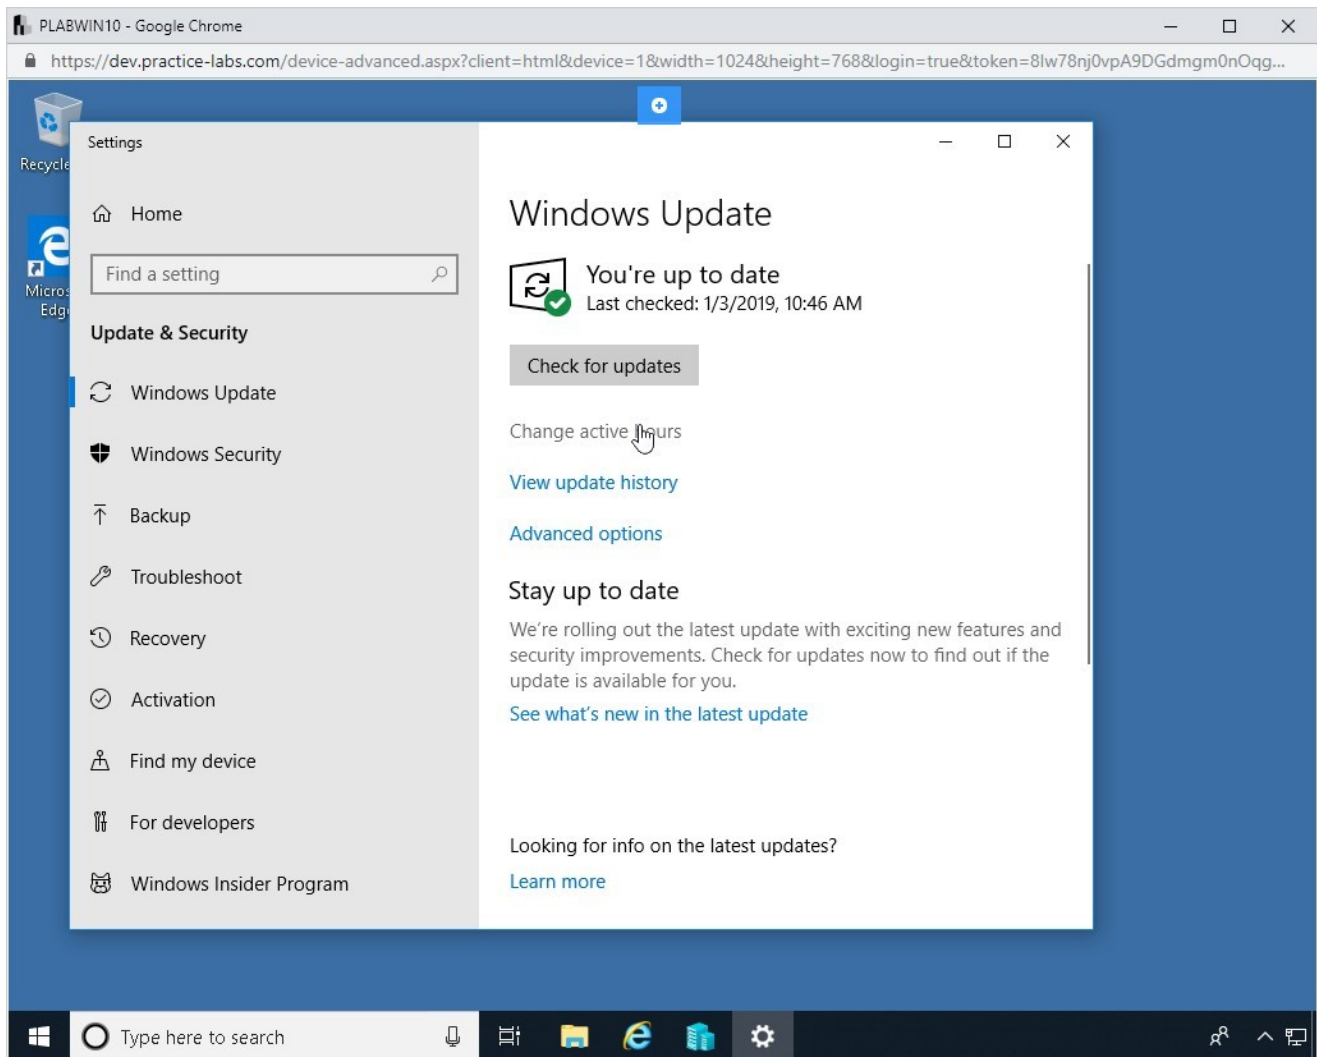 PLABWIN10 - Google Chrome
https://dev.practice-labs.com/device-advanced.aspx?client=html&device=1&width=1024&height=768&login=true&token=8lw78nj0vpA9DGdmgm0nOqg...
Recycle
Micros
Edg
Settings
Home
Find a setting
Update & Security
Windows Update
Windows Security
Backup
Troubleshoot
Recovery
Activation
Find my device
For developers
Windows Insider Program
Windows Update
You're up to date
Last checked: 1/3/2019, 10:46 AM
Check for updates
Change active hours
View update history
Advanced options
Stay up to date
We're rolling out the latest update with exciting new features and
security improvements. Check for updates now to find out if the
update is available for you.
See what's new in the latest update
Looking for info on the latest updates?
Learn more
Type here to search